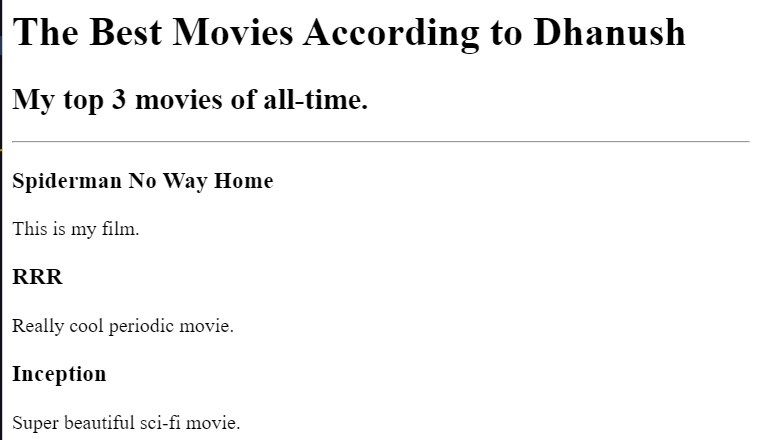 The Best Movies According to Dhanush
My top 3 movies of all-time.
Spiderman No Way Home
This is my film.
RRR
Really cool periodic movie.
Inception
Super beautiful sci-fi movie.